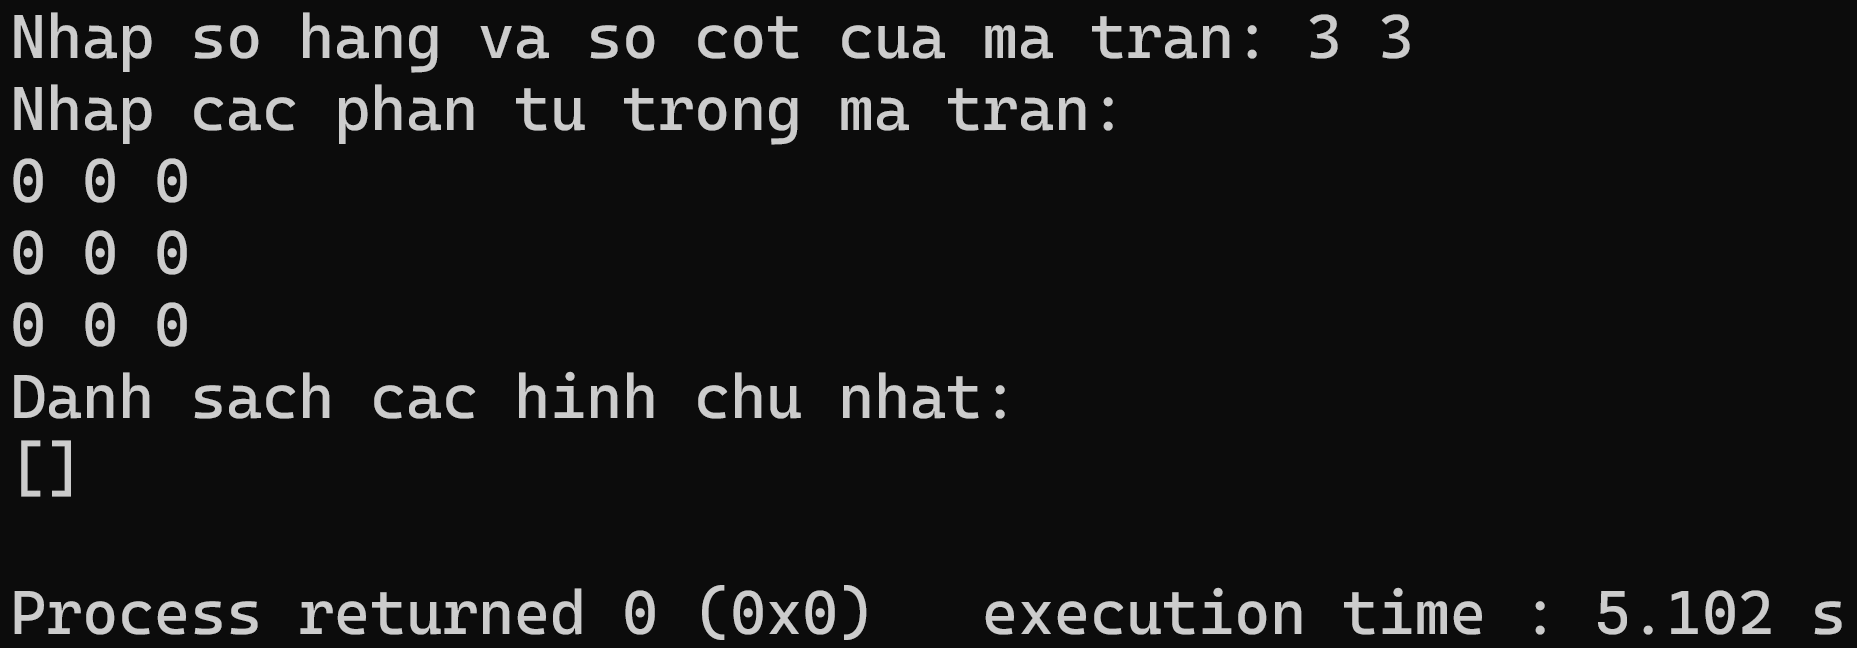 Nhap so hang va so cot cua ma tran: 3 3
Nhap cac phan tu trong ma tran:
0 0 0
0 0 0
0 0 0
Danh sach cac hinh chu nhat:
[]
Process returned 0 (0x0)   execution time : 5.102 s